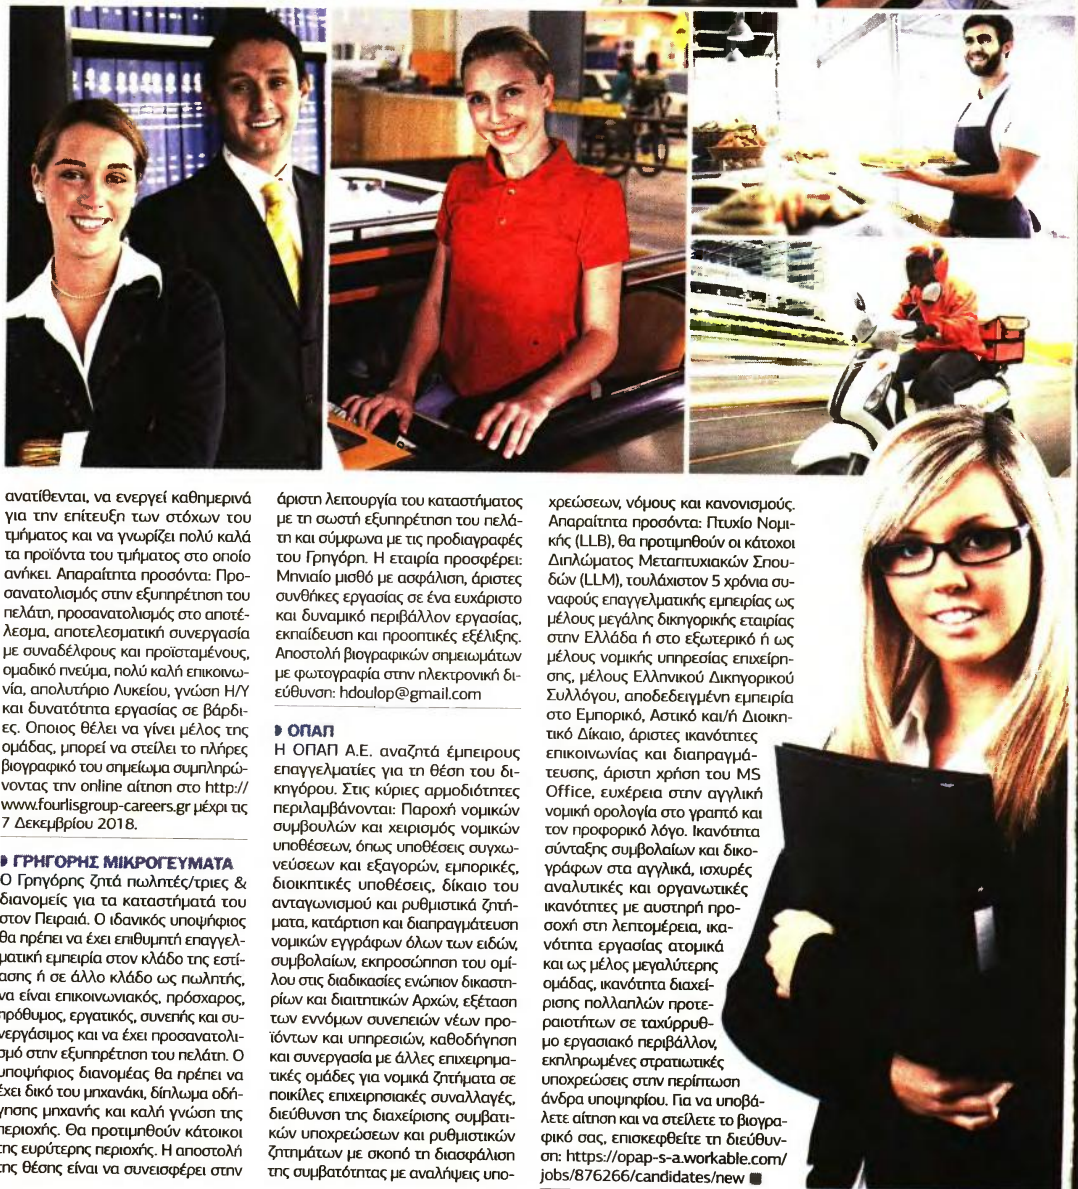 ανατίθενται, να ενεργεί καθημερινά
για την επίτευξη των στόχων του
τμήματος και να γνωρίζει πολύ καλά
τα προϊόντα του τμήματος στο οποίο
ανήκει. Απαραίτητα προσόντα: Προ-
σανατολισμός στην εξυπηρέτηση του
πελάτη, προσανατολισμός στο αποτέ-
λεσμα, αποτελεσματική συνεργασία
με συναδέλφους και προϊσταμένους,
ομαδικό πνεύμα, πολύ καλή επικοινω-
νία, απολυτήριο Λυκείου, γνώση Η/Υ
και δυνατότητα εργασίας σε βάρδι-
ες. Οποιος θέλει να γίνει μέλος της
ομάδας, μπορεί να στείλει το πλήρες
βιογραφικό του σημείωμα συμπληρώ-
νοντας την online αίτηση στο http://
www.fourlisgroup-careers.gr μέχρι τις
7 Δεκεμβρίου 2018.
ΓΡΗΓΟΡΗΣ ΜΙΚΡΟΓΕΥΜΑΤΑ
Ο Γρηγόρης ζητά πωλητές/τριες &
διανομείς για τα καταστήματά του
στον Πειραιά. Ο ιδανικός υποψήφιος
θα πρέπει να έχει επιθυμητή επαγγελ-
ματική εμπειρία στον κλάδο της εστί-
ασης ή σε άλλο κλάδο ως πωλητής,
να είναι επικοινωνιακός, πρόσχαρος,
πρόθυμος, εργατικός, συνεπής και συ-
νεργάσιμος και να έχει προσανατολι-
σμό στην εξυπηρέτηση του πελάτη. Ο
υποψήφιος διανομέας θα πρέπει να
έχει δικό του μηχανάκι, δίπλωμα οδή-
γησης μηχανής και καλή γνώση της
περιοχής. Θα προτιμηθούν κάτοικοι
της ευρύτερης περιοχής. Η αποστολή
της θέσης είναι να συνεισφέρει στην
άριστη λειτουργία του καταστήματος
με τη σωστή εξυπηρέτηση του πελά-
τη και σύμφωνα με τις προδιαγραφές
του Γρηγόρη. Η εταιρία προσφέρει:
Μηνιαίο μισθό με ασφάλιση, άριστες
συνθήκες εργασίας σε ένα ευχάριστο
και δυναμικό περιβάλλον εργασίας,
εκπαίδευση και προοπτικές εξέλιξης.
Αποστολή βιογραφικών σημειωμάτων
με φωτογραφία στην ηλεκτρονική δι-
εύθυνση: hdoulop@gmail.com
ΟΠΑΠ
Η ΟΠΑΠ Α.Ε. αναζητά έμπειρους
επαγγελματίες για τη θέση του δι-
κηγόρου. Στις κύριες αρμοδιότητες
περιλαμβάνονται: Παροχή νομικών
συμβουλών και χειρισμός νομικών
υποθέσεων, όπως υποθέσεις συγχω-
νεύσεων και εξαγορών, εμπορικές,
διοικητικές υποθέσεις, δίκαιο του
ανταγωνισμού και ρυθμιστικά ζητή-
ματα, κατάρτιση και διαπραγμάτευση
νομικών εγγράφων όλων των ειδών,
συμβολαίων, εκπροσώπηση του ομί-
λου στις διαδικασίες ενώπιον δικαστη-
ρίων και διαιτητικών Αρχών, εξέταση
των εννόμων συνεπειών νέων προ-
ϊόντων και υπηρεσιών, καθοδήγηση
και συνεργασία με άλλες επιχειρημα-
τικές ομάδες για νομικά ζητήματα σε
ποικίλες επιχειρησιακές συναλλαγές,
διεύθυνση της διαχείρισης συμβατι-
κών υποχρεώσεων και ρυθμιστικών
ζητημάτων με σκοπό τη διασφάλιση
της συμβατότητας με αναλήψεις υπο-
χρεώσεων, νόμους και κανονισμούς.
Απαραίτητα προσόντα: Πτυχίο Νομι-
κής (LLB), θα προτιμηθούν οι κάτοχοι
Διπλώματος Μεταπτυχιακών Σπου-
δών (LLM), τουλάχιστον 5 χρόνια συ-
ναφούς επαγγελματικής εμπειρίας ως
μέλους μεγάλης δικηγορικής εταιρίας
στην Ελλάδα ή στο εξωτερικό ή ως
μέλους νομικής υπηρεσίας επιχείρη-
σης, μέλους Ελληνικού Δικηγορικού
Συλλόγου, αποδεδειγμένη εμπειρία
στο Εμπορικό, Αστικό και/ή Διοικη-
τικό Δίκαιο, άριστες ικανότητες
επικοινωνίας και διαπραγμά-
τευσης, άριστη χρήση του MS
Office, ευχέρεια στην αγγλική
νομική ορολογία στο γραπτό και
τον προφορικό λόγο. Ικανότητα
σύνταξης συμβολαίων και δικο-
γράφων στα αγγλικά, ισχυρές
αναλυτικές και οργανωτικές
ικανότητες με αυστηρή προ-
σοχή στη λεπτομέρεια, ικα-
νότητα εργασίας ατομικά
και ως μέλος μεγαλύτερης
ομάδας, ικανότητα διαχεί-
ρισης πολλαπλών προτε-
ραιοτήτων σε ταχύρρυθ-
μο εργασιακό περιβάλλον,
εκπληρωμένες στρατιωτικές
υποχρεώσεις στην περίπτωση
άνδρα υποψηφίου. Για να υποβά-
λετε αίτηση και να στείλετε το βιογρα-
φικό σας, επισκεφθείτε τη διεύθυν-
ση: https://opap-s-a.workable.com/
jobs/876266/candidates/new